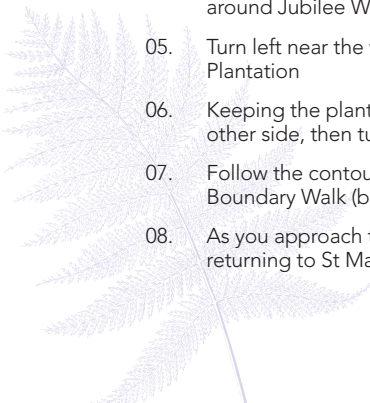 around Jubilee W
05. Turn left near the
Plantation
06. Keeping the plant
other side, then tu
07. Follow the contou
Boundary Walk (b
08. As you approach t
returning to St Ma